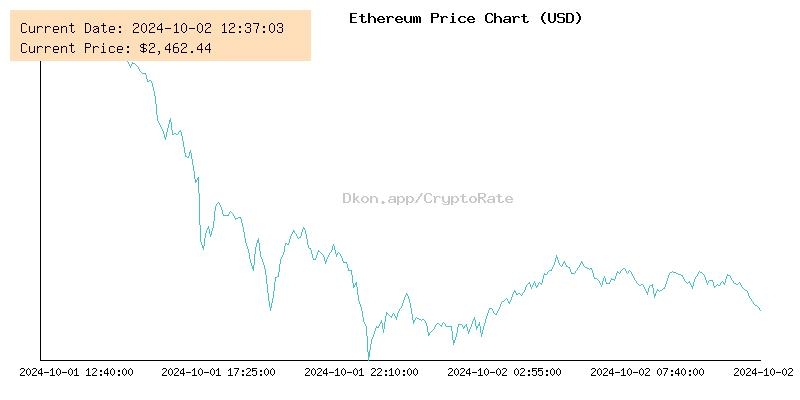 Ethereum Price Chart (USD)
Current Date: 2024-10-02 12:37:03
Current Price: $2,462.44
Dkon.app/CryptoRate
2024-10-01 12:40:00 2024-10-01 17:25:00 2024-10-01 22:10:00 2024-10-02 02:55:00 2024-10-02 07:40:00 2024-10-02